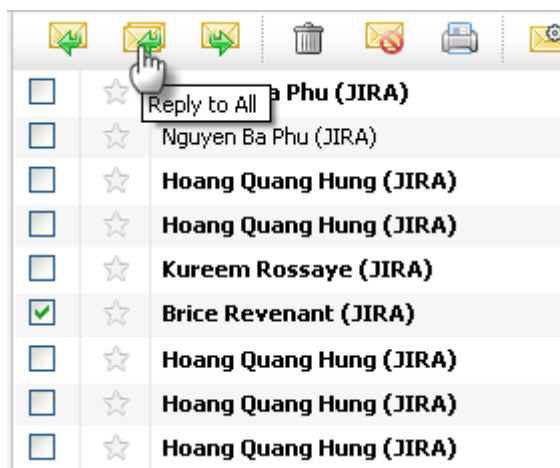 a Phu (JIRA)
Reply to All
Nguyen Ba Phu (JIRA)
Hoang Quang Hung (JIRA)
Hoang Quang Hung (JIRA)
Kureem Rossaye (JIRA)
Brice Revenant (JIRA)
Hoang Quang Hung (JIRA)
Hoang Quang Hung (JIRA)
Hoang Quang Hung (JIRA)